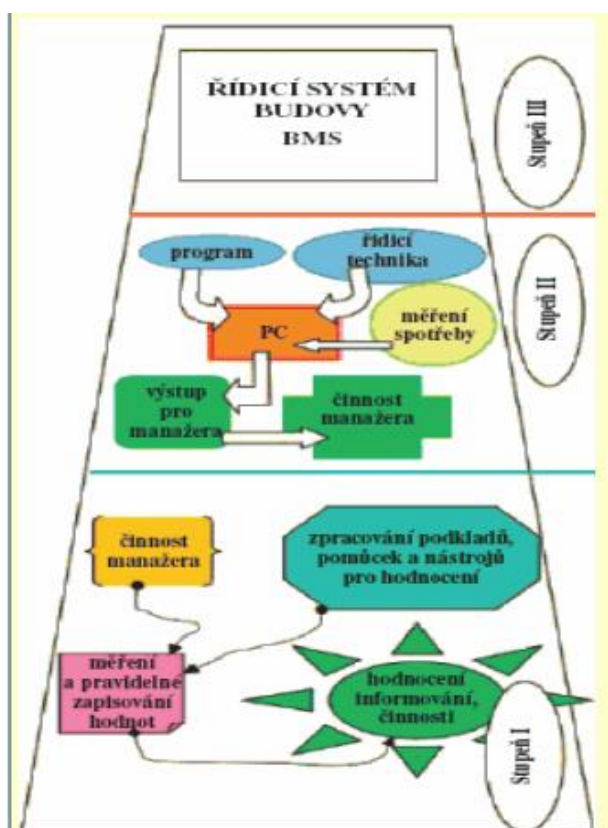 ŘÍDICÍ SYSTÉM
BUDOVY
BMS
Stupeň III
program
řídicí
technika
PC
měření
spotřeby
Stupeň II
výstup
pro
manažera
činnost
manažera
činnost
manažera
zpracování podkladů,
pomůcek a nástrojů
pro hodnocení
měření
a pravidelné
zapisování
hodnot
hodnocení
informování,
činnosti
Stupeň I